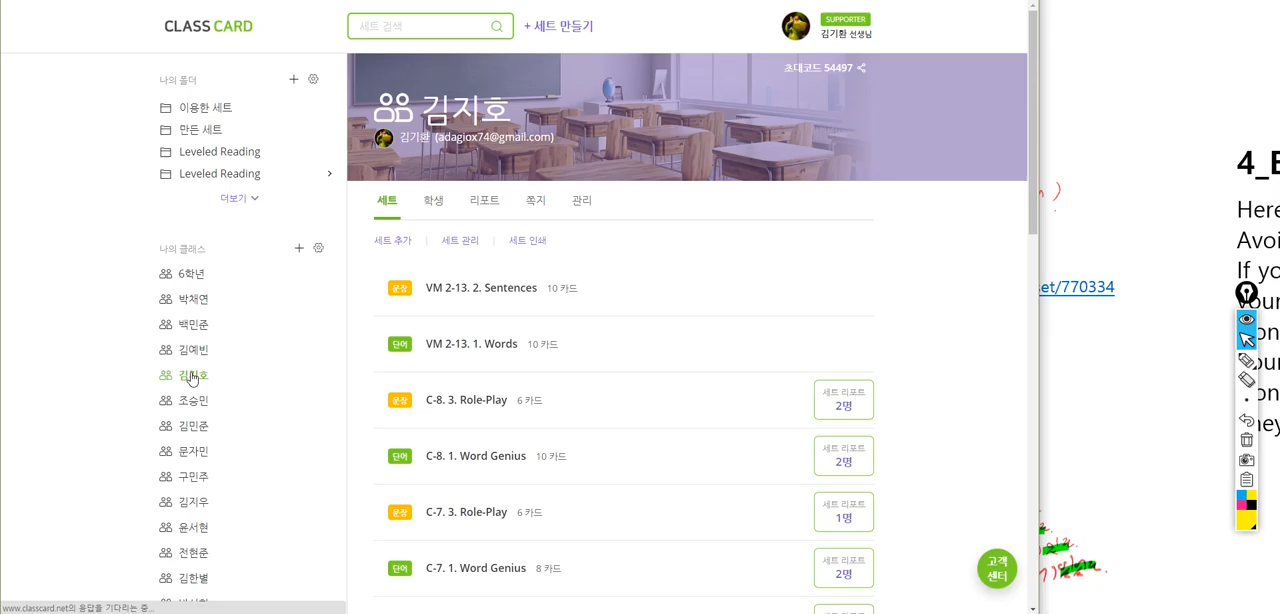 CLASS CARD
세트 검색
+ 세트 만들기
SUPPORTER
김기환 선생님
나의 폴더
이용한 세트
만든 세트
Leveled Reading
Leveled Reading
더보기
나의 클래스
6학년
박채연
백민준
김예빈
김지호
조승민
김민준
문자민
구민주
김지우
윤서현
전현준
김한별
초대코드 54497
김지호
김기환 (adagiox74@gmail.com)
세트 학생 리포트 쪽지 관리
세트 추가 | 세트 관리 | 세트 인쇄
문장 VM 2-13. 2. Sentences 10 카드
단어 VM 2-13. 1. Words 10 카드
문장 C-8. 3. Role-Play 6 카드
세트 리포트
2명
단어 C-8. 1. Word Genius 10 카드
세트 리포트
2명
문장 C-7. 3. Role-Play 6 카드
세트 리포트
1명
단어 C-7. 1. Word Genius 8 카드
세트 리포트
2명
고객
센터
www.classcard.net의 응답을 기다리는 중...
4_E
Here
Avoi
If yo
set/770334